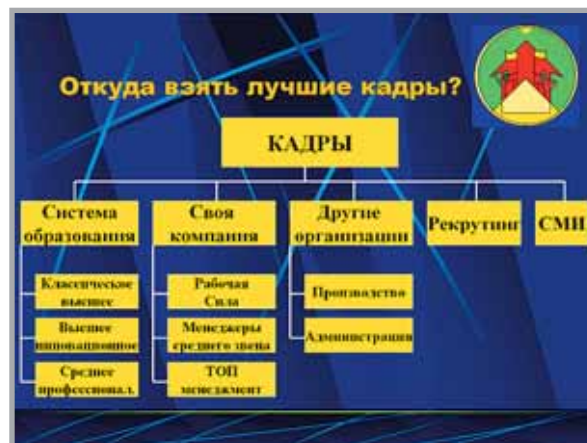 Откуда взять лучшие кадры?
КАДРЫ
Система
образования
Своя
компания
Другие
организации
Рекрутинг
СМИ
Классическое
высшее
Высшее
инновационное
Среднее
професcионал.
Рабочая
Сила
Менеджеры
среднего звена
ТОП
менеджмент
Производство
Администрация